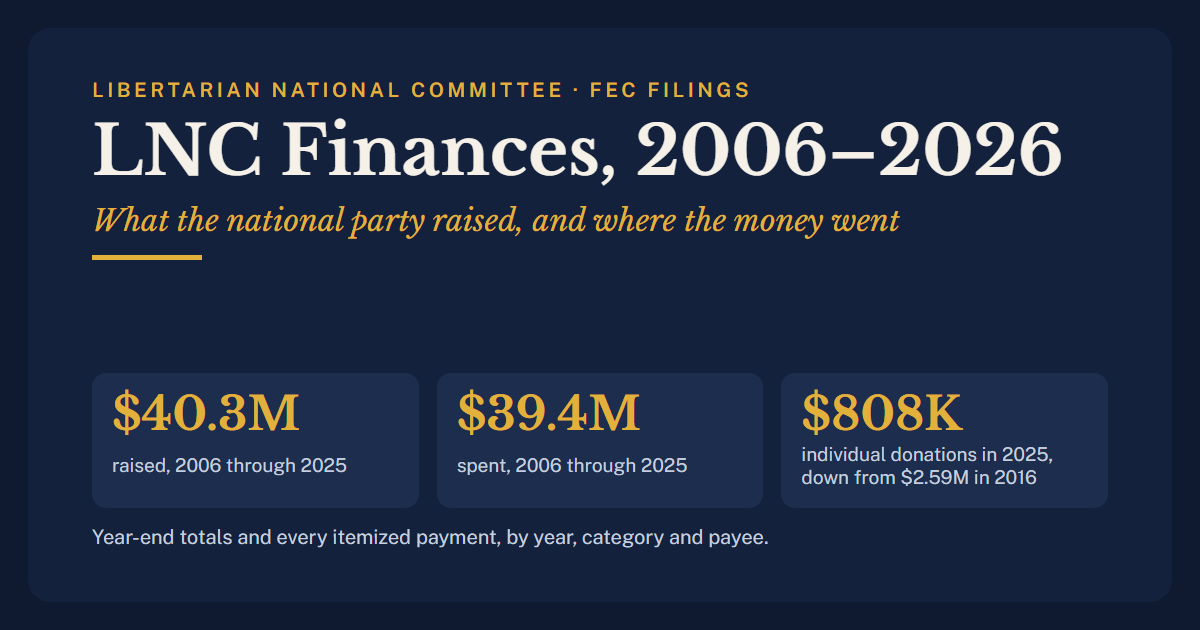 LIBERTARIAN NATIONAL COMMITTEE · FEC FILINGS
LNC Finances, 2006–2026
What the national party raised, and where the money went
$40.3M
raised, 2006 through 2025
$39.4M
spent, 2006 through 2025
$808K
individual donations in 2025,
down from $2.59M in 2016
Year-end totals and every itemized payment, by year, category and payee.